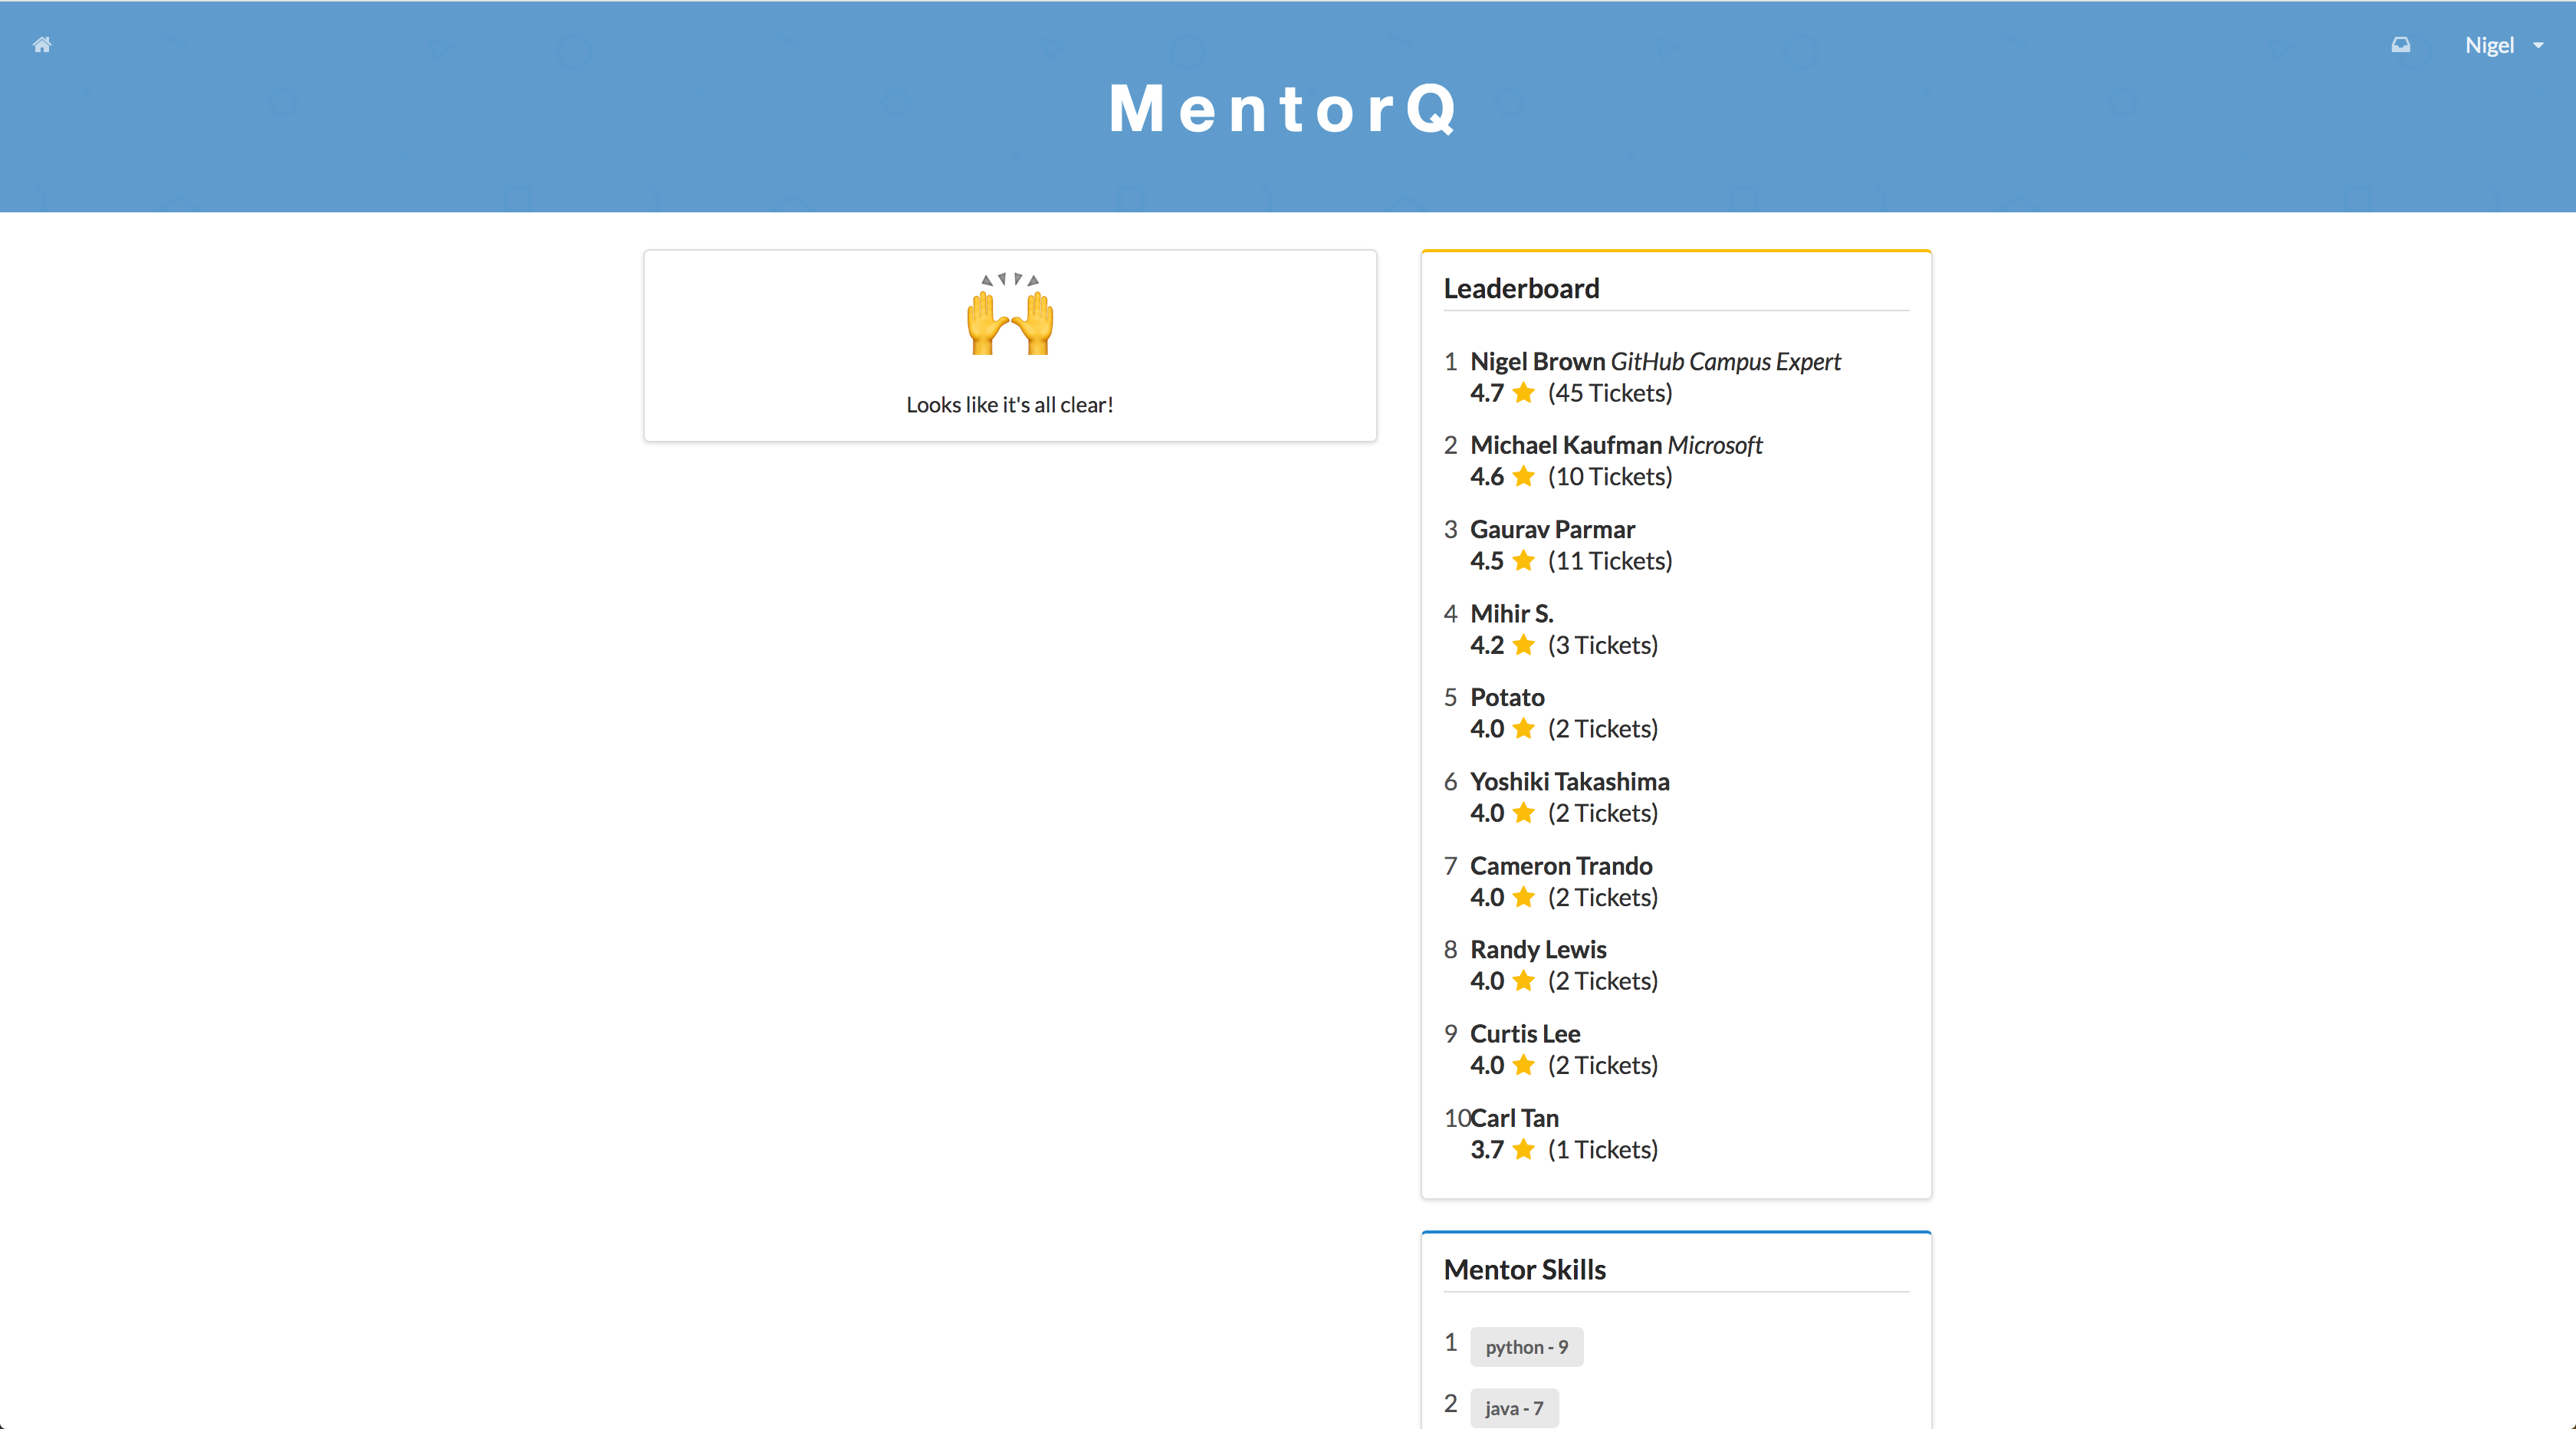 Nigel
MentorQ
Looks like it's all clear!
Leaderboard
1 Nigel Brown GitHub Campus Expert
4.7 (45 Tickets)
2 Michael Kaufman Microsoft
4.6 (10 Tickets)
3 Gaurav Parmar
4.5 (11 Tickets)
4 Mihir S.
4.2 (3 Tickets)
5 Potato
4.0 (2 Tickets)
6 Yoshiki Takashima
4.0 (2 Tickets)
7 Cameron Trando
4.0 (2 Tickets)
8 Randy Lewis
4.0 (2 Tickets)
9 Curtis Lee
4.0 (2 Tickets)
10 Carl Tan
3.7 (1 Tickets)
Mentor Skills
1 python - 9
2 java - 7